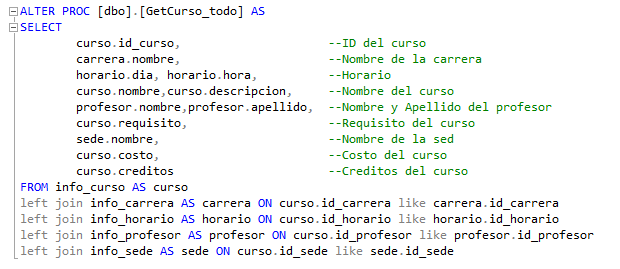 ALTER PROC [dbo].[GetCurso_todo] AS
SELECT
curso.id_curso, --ID del curso
carrera.nombre, --Nombre de la carrera
horario.dia, horario.hora, --Horario
curso.nombre,curso.descripcion, --Nombre del curso
profesor.nombre,profesor.apellido, --Nombre y Apellido del profesor
curso.requisito, --Requisito del curso
sede.nombre, --Nombre de la sed
curso.costo, --Costo del curso
curso.creditos --Creditos del curso
FROM info_curso AS curso
left join info_carrera AS carrera ON curso.id_carrera like carrera.id_carrera
left join info_horario AS horario ON curso.id_horario like horario.id_horario
left join info_profesor AS profesor ON curso.id_profesor like profesor.id_profesor
left join info_sede AS sede ON curso.id_sede like sede.id_sede